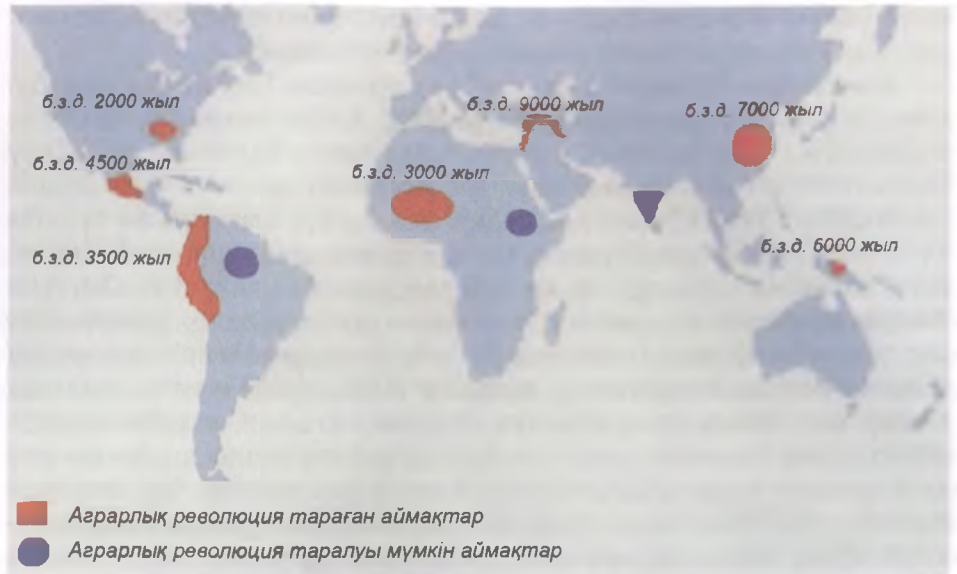 б.з.д. 2000 жыл
б.з.д. 9000 жыл
б.з.д. 7000 жыл
б.з.д. 4500 жыл
б.з.д. 3000 жыл
б.з.д. 3500 жыл
б.з.д. 6000 жыл
Аграрлық революция тараған аймақтар
Аграрлық революция таралуы мүмкін аймақтар